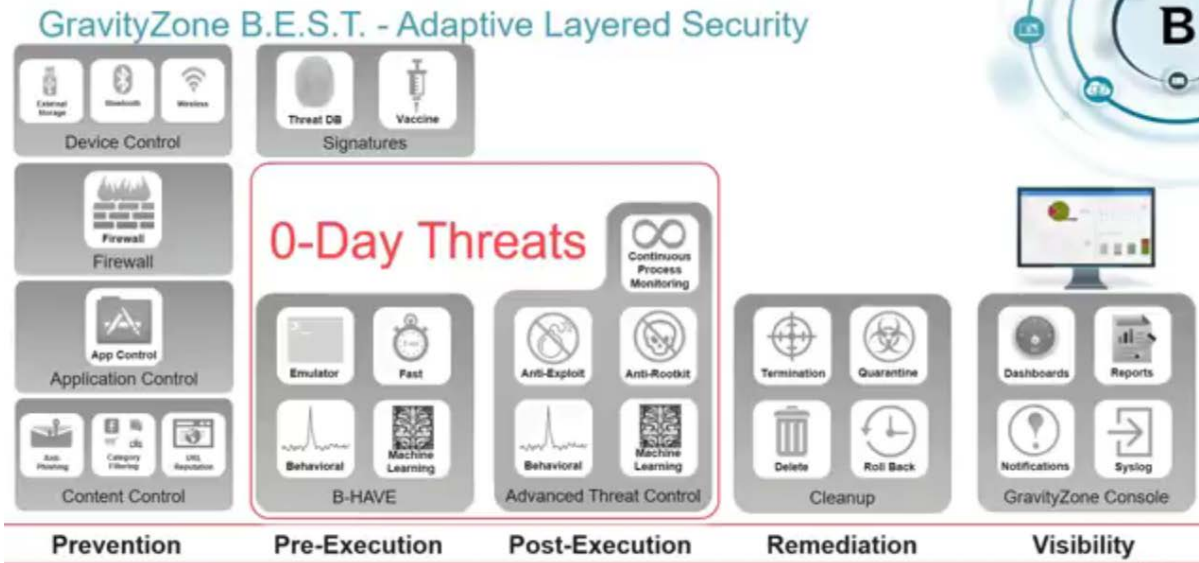 GravityZone B.E.S.T. - Adaptive Layered Security
B
External
Storage
Bluetooth
Wireless
Device Control
Threat DB
Vaccine
Signatures
Firewall
Firewall
0-Day Threats
Continuous
Process
Monitoring
App Control
Application Control
Emulator
Fast
Anti-Exploit
Anti-Rootkit
Termination
Quarantine
Dashboards
Reports
Anti-
Phishing
Category
Filtering
URL
Reputation
Content Control
Behavioral
Machine
Learning
B-HAVE
Behavioral
Machine
Learning
Advanced Threat Control
Delete
Roll Back
Cleanup
Notifications
Syslog
GravityZone Console
Prevention
Pre-Execution
Post-Execution
Remediation
Visibility